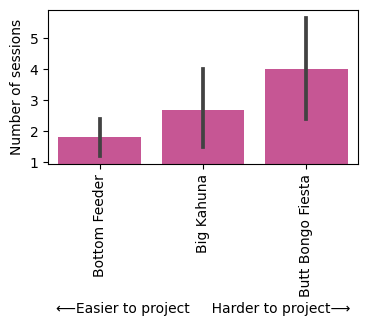 Number of sessions
5
4
3
2
1
Bottom Feeder
Big Kahuna
Butt Bongo Fiesta
⟵Easier to project
Harder to project⟶